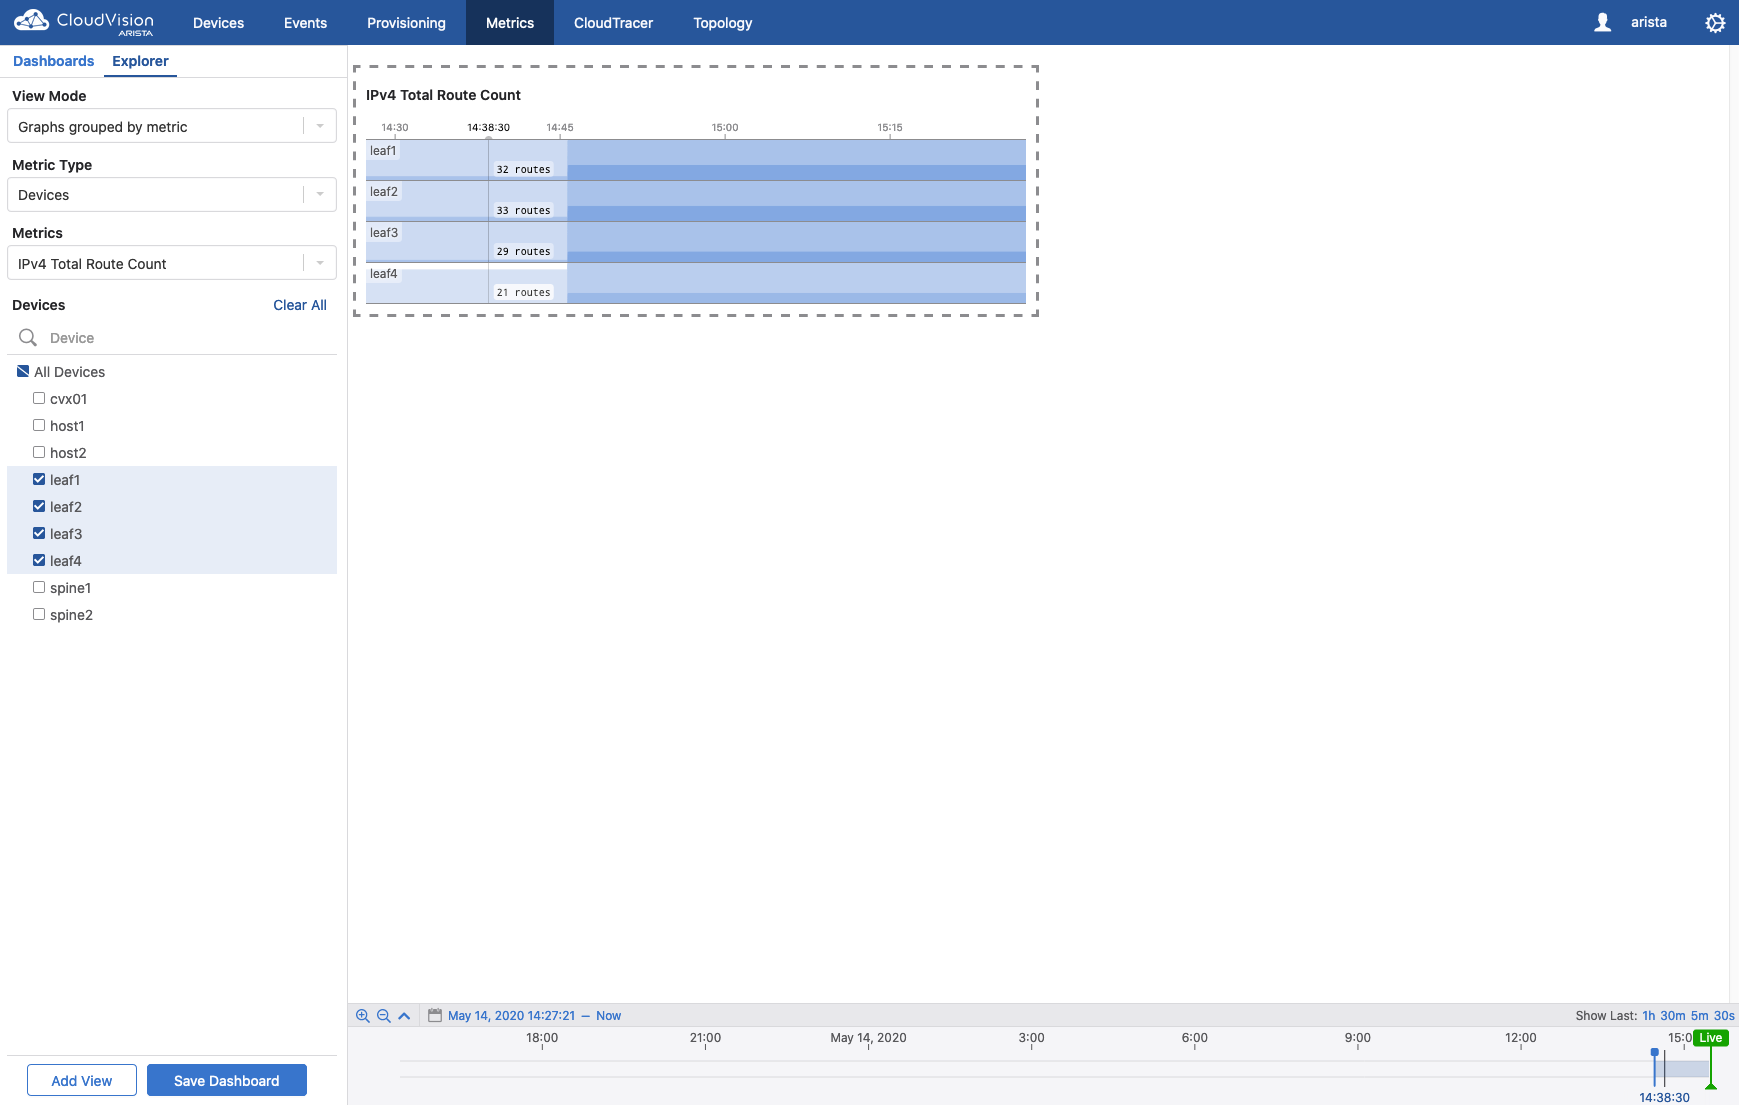 CloudVision
ARISTA
Devices
Events
Provisioning
Metrics
CloudTracer
Topology
arista
Dashboards
Explorer
View Mode
Graphs grouped by metric
Metric Type
Devices
Metrics
IPv4 Total Route Count
Devices
Clear All
Device
All Devices
cvx01
host1
host2
leaf1
leaf2
leaf3
leaf4
spine1
spine2
Add View
Save Dashboard
IPv4 Total Route Count
14:30
14:38:30
14:45
15:00
15:15
leaf1
32 routes
leaf2
33 routes
leaf3
29 routes
leaf4
21 routes
May 14, 2020 14:27:21 – Now
Show Last: 1h 30m 5m 30s
18:00
21:00
May 14, 2020
3:00
6:00
9:00
12:00
15:0
Live
14:38:30